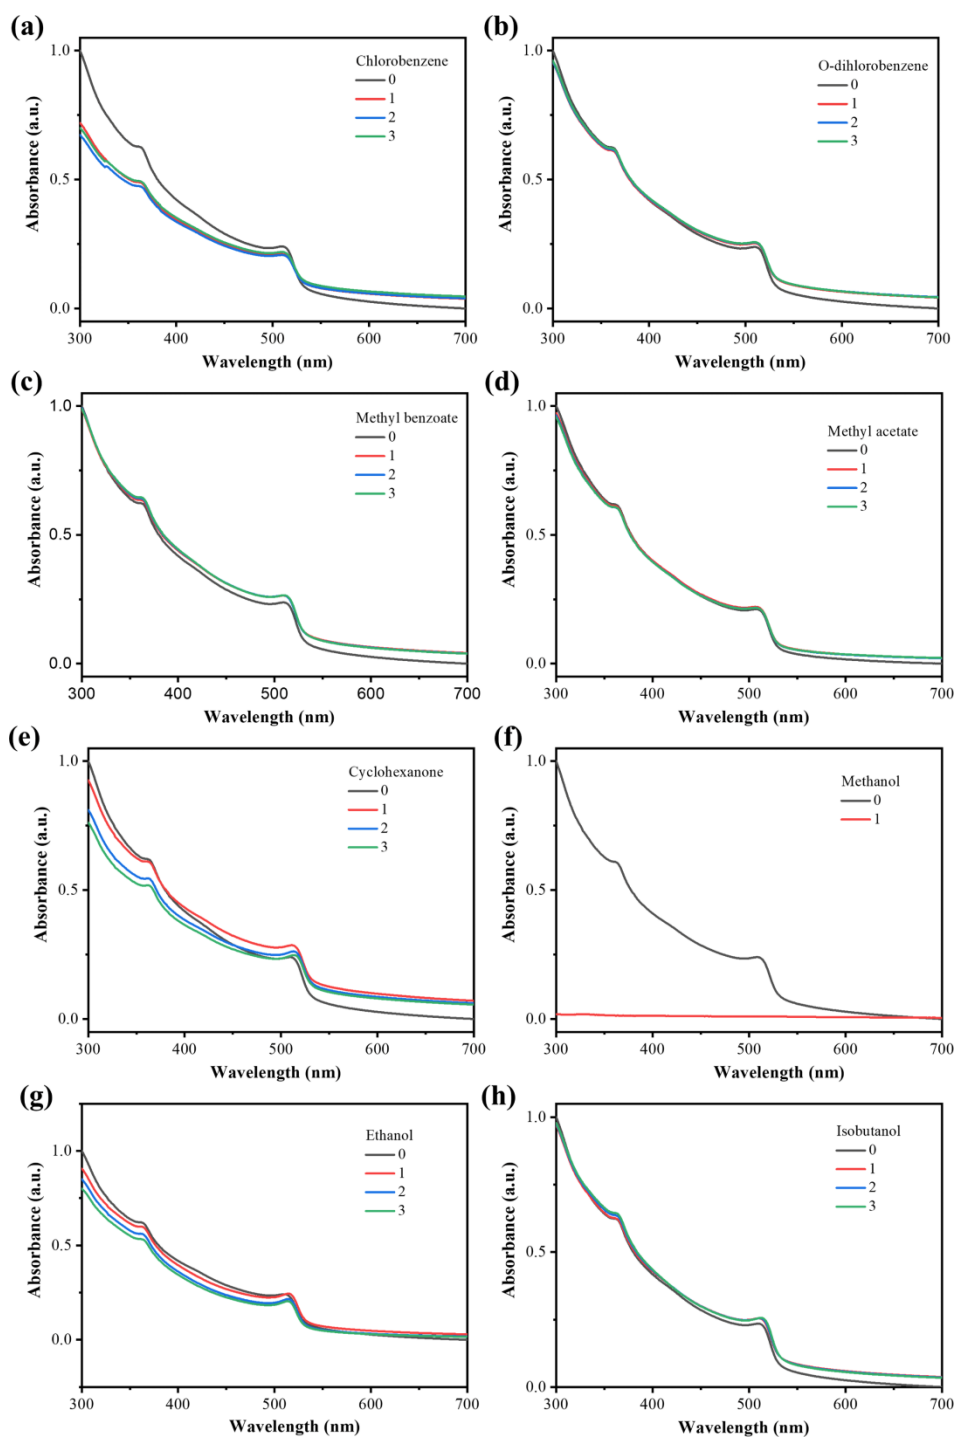 (a)
Chlorobenzene
0
1
2
3
1.0
0.5
0.0
Absorbance (a.u.)
300 400 500 600 700
Wavelength (nm)
(b)
O-dihlorobenzene
0
1
2
3
1.0
0.5
0.0
Absorbance (a.u.)
300 400 500 600 700
Wavelength (nm)
(c)
Methyl benzoate
0
1
2
3
1.0
0.5
0.0
Absorbance (a.u.)
300 400 500 600 700
Wavelength (nm)
(d)
Methyl acetate
0
1
2
3
1.0
0.5
0.0
Absorbance (a.u.)
300 400 500 600 700
Wavelength (nm)
(e)
Cyclohexanone
0
1
2
3
1.0
0.5
0.0
Absorbance (a.u.)
300 400 500 600 700
Wavelength (nm)
(f)
Methanol
0
1
1.0
0.5
0.0
Absorbance (a.u.)
300 400 500 600 700
Wavelength (nm)
(g)
Ethanol
0
1
2
3
1.0
0.5
0.0
Absorbance (a.u.)
300 400 500 600 700
Wavelength (nm)
(h)
Isobutanol
0
1
2
3
1.0
0.5
0.0
Absorbance (a.u.)
300 400 500 600 700
Wavelength (nm)